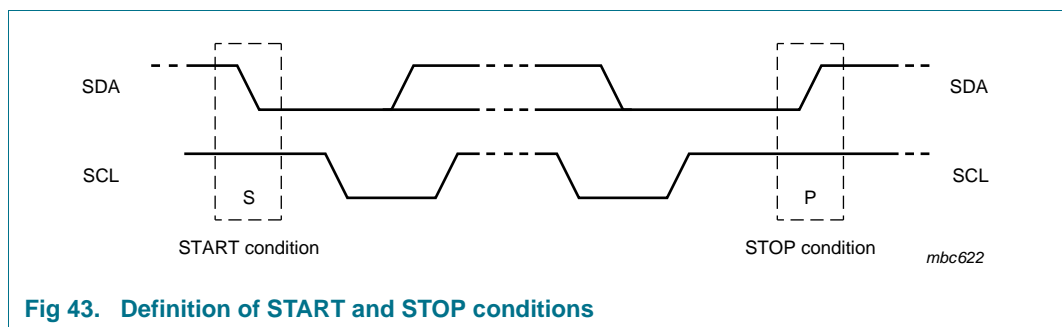 SDA SDA
SCL SCL
S P
START condition STOP condition
mbc622
Fig 43. Definition of START and STOP conditions